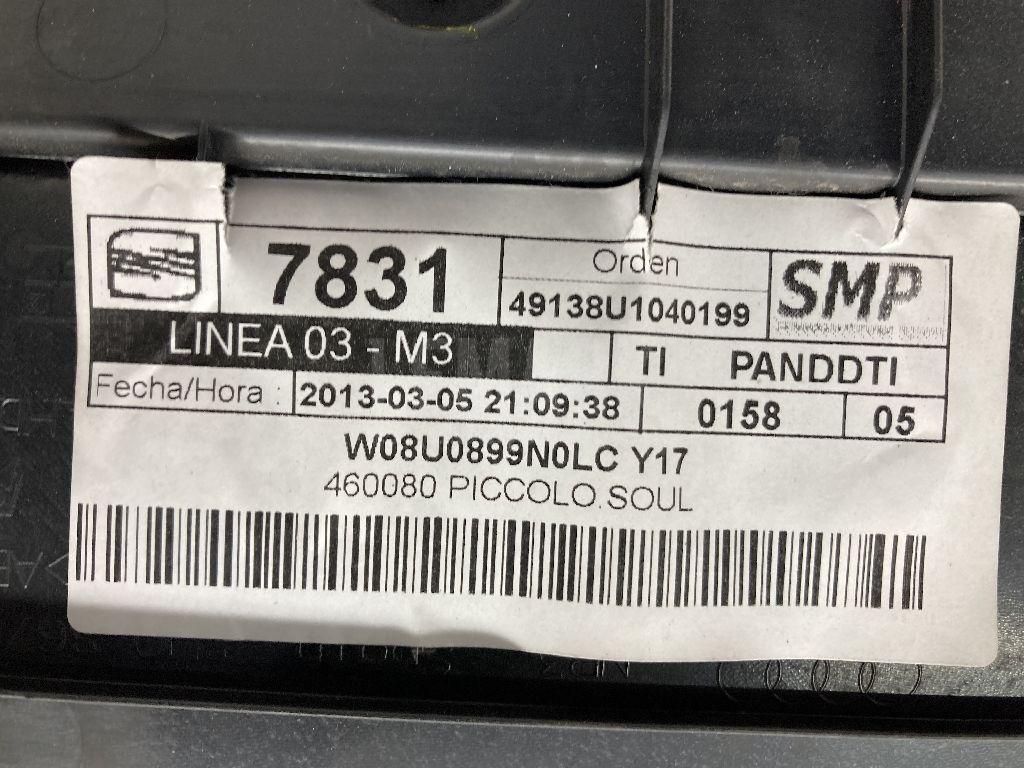 7831
Orden
49138U1040199
SMP
LINEA 03 - M3
TI
PANDDTI
Fecha/Hora :
2013-03-05 21:09:38
0158
05
W08U0899N0LC Y17
460080 PICCOLO.SOUL